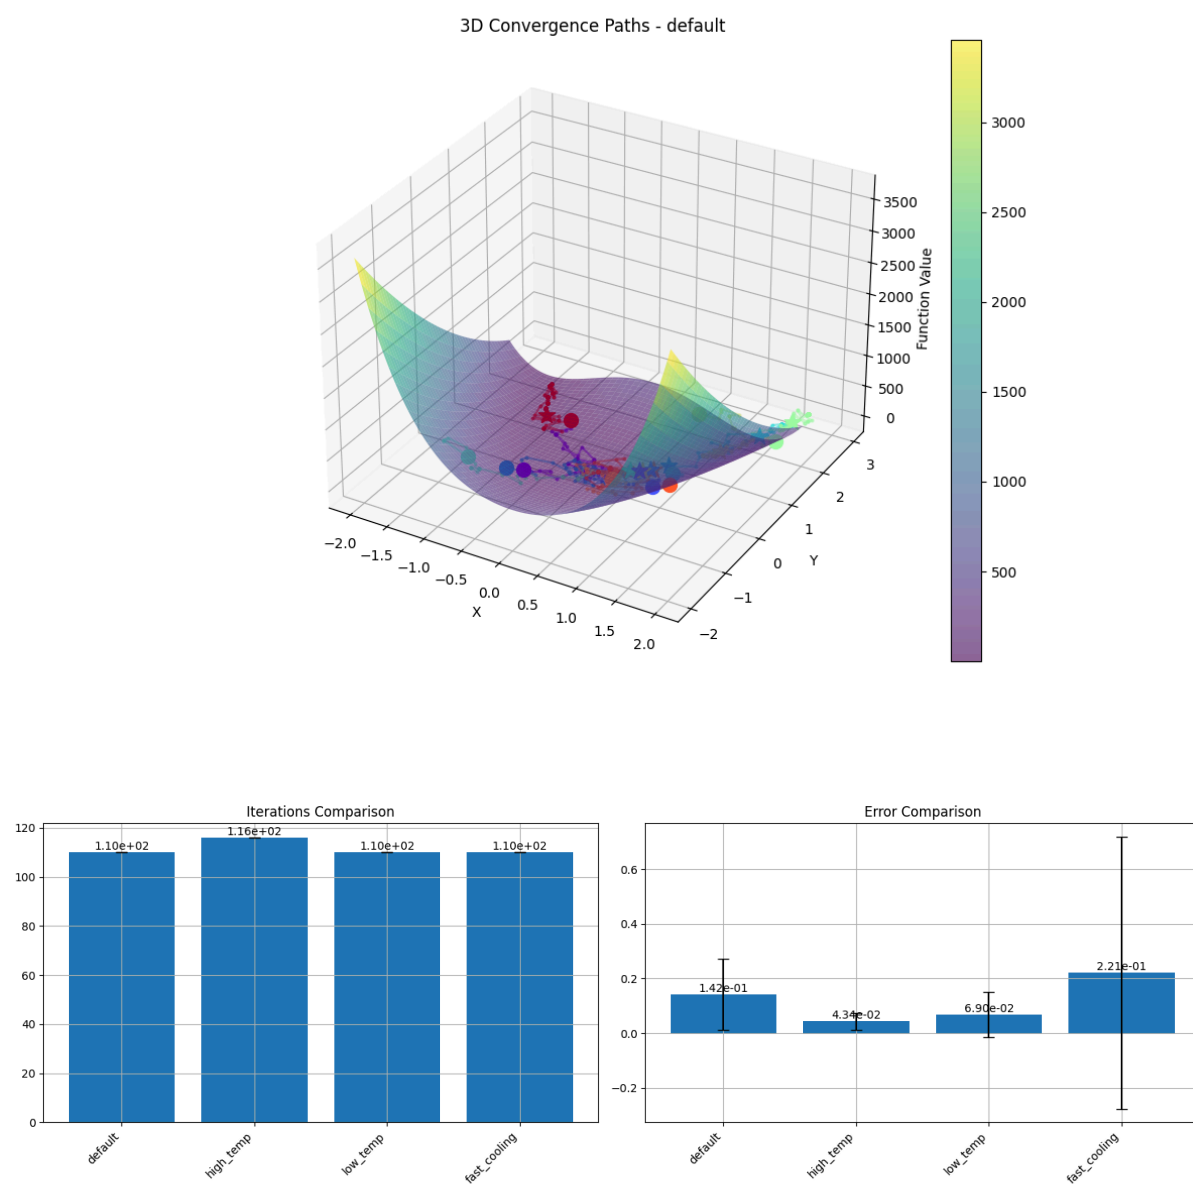 3D Convergence Paths - default
3000
2500
2000
1500
1000
500
3500
3000
2500
2000
1500
1000
500
0
Function Value
3
2
1
0
−1
−2
Y
−2.0
−1.5
−1.0
−0.5
0.0
0.5
1.0
1.5
2.0
X
Iterations Comparison
120
100
80
60
40
20
0
1.10e+02
1.16e+02
1.10e+02
1.10e+02
default
high_temp
low_temp
fast_cooling
Error Comparison
0.6
0.4
0.2
0.0
−0.2
1.42e-01
4.34e-02
6.90e-02
2.21e-01
default
high_temp
low_temp
fast_cooling